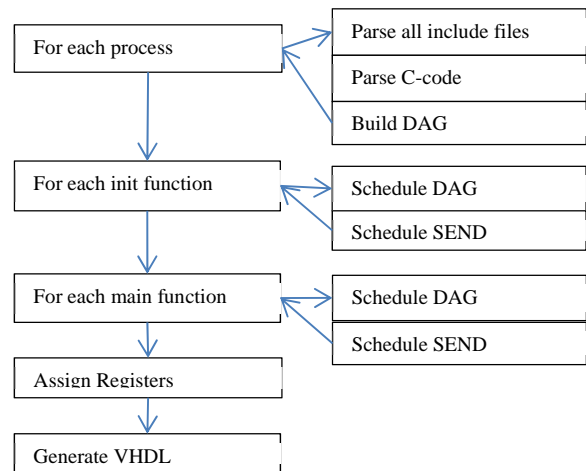 For each process
Parse all include files
Parse C-code
Build DAG
For each init function
Schedule DAG
Schedule SEND
For each main function
Schedule DAG
Schedule SEND
Assign Registers
Generate VHDL